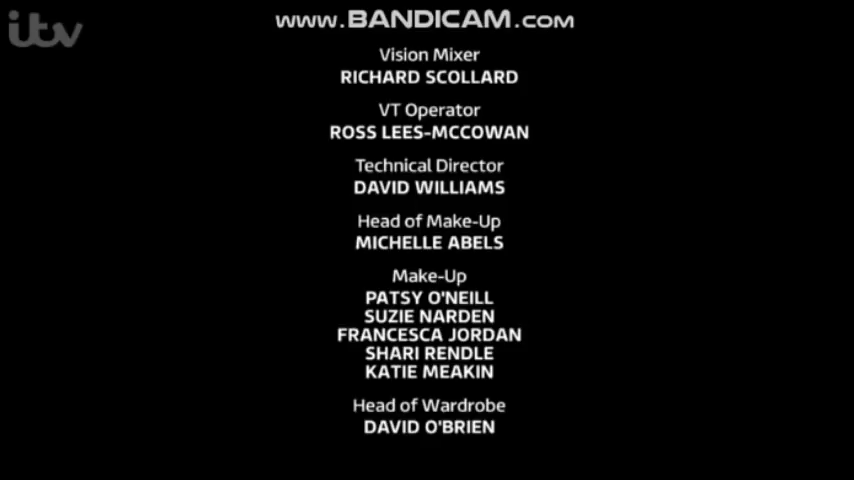 itv
www.BANDICAM.com
Vision Mixer
RICHARD SCOLLARD
VT Operator
ROSS LEES-MCCOWAN
Technical Director
DAVID WILLIAMS
Head of Make-Up
MICHELLE ABELS
Make-Up
PATSY O'NEILL
SUZIE NARDEN
FRANCESCA JORDAN
SHARI RENDLE
KATIE MEAKIN
Head of Wardrobe
DAVID O'BRIEN